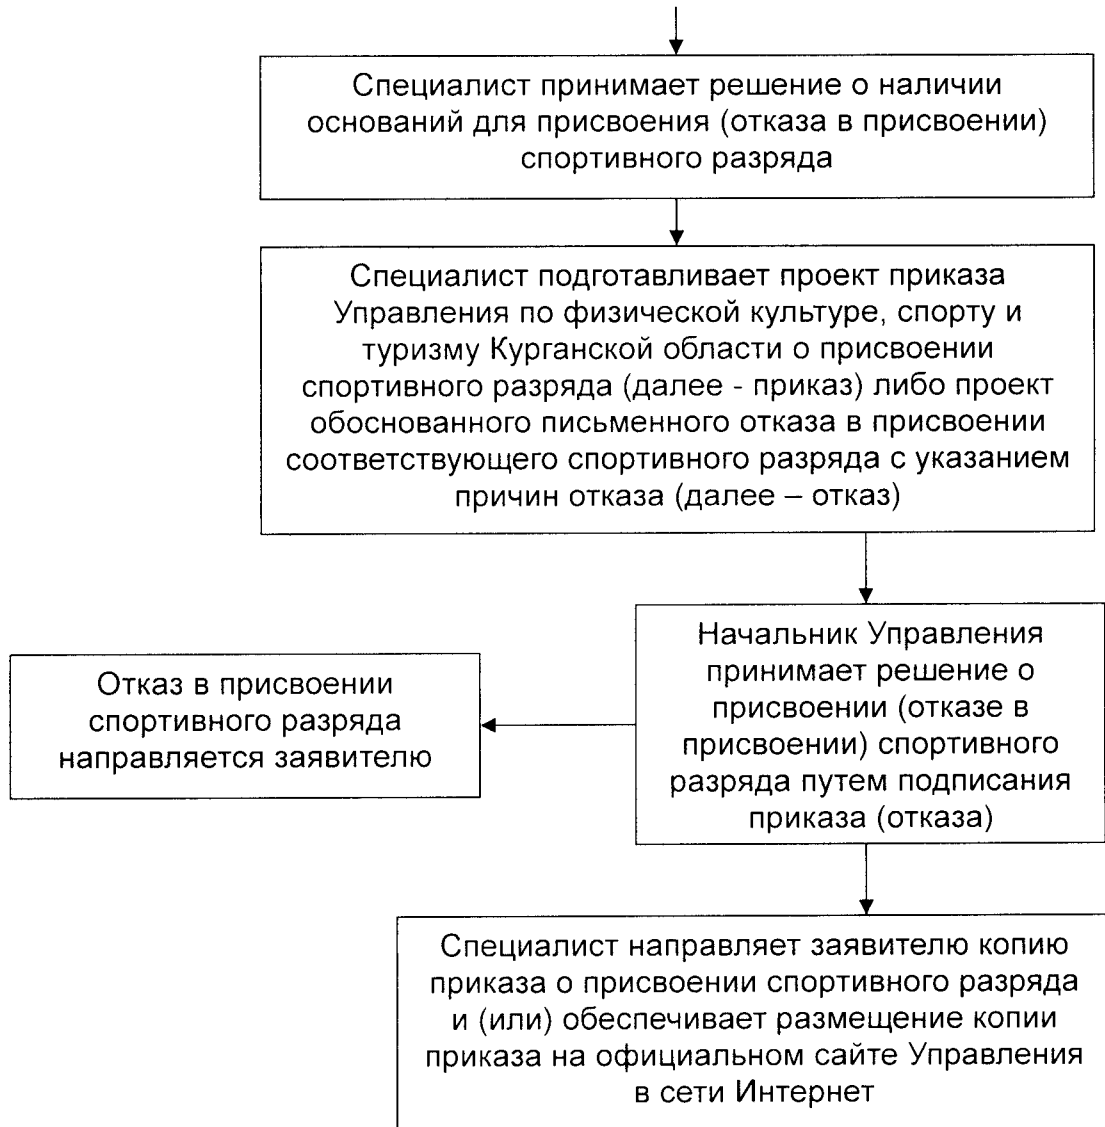 Специалист принимает решение о наличии
оснований для присвоения (отказа в присвоении)
спортивного разряда
Специалист подготавливает проект приказа
Управления по физической культуре, спорту и
туризму Курганской области о присвоении
спортивного разряда (далее - приказ) либо проект
обоснованного письменного отказа в присвоении
соответствующего спортивного разряда с указанием
причин отказа (далее – отказ)
Начальник Управления
принимает решение о
присвоении (отказе в
присвоении) спортивного
разряда путем подписания
приказа (отказа)
Отказ в присвоении
спортивного разряда
направляется заявителю
Специалист направляет заявителю копию
приказа о присвоении спортивного разряда
и (или) обеспечивает размещение копии
приказа на официальном сайте Управления
в сети Интернет